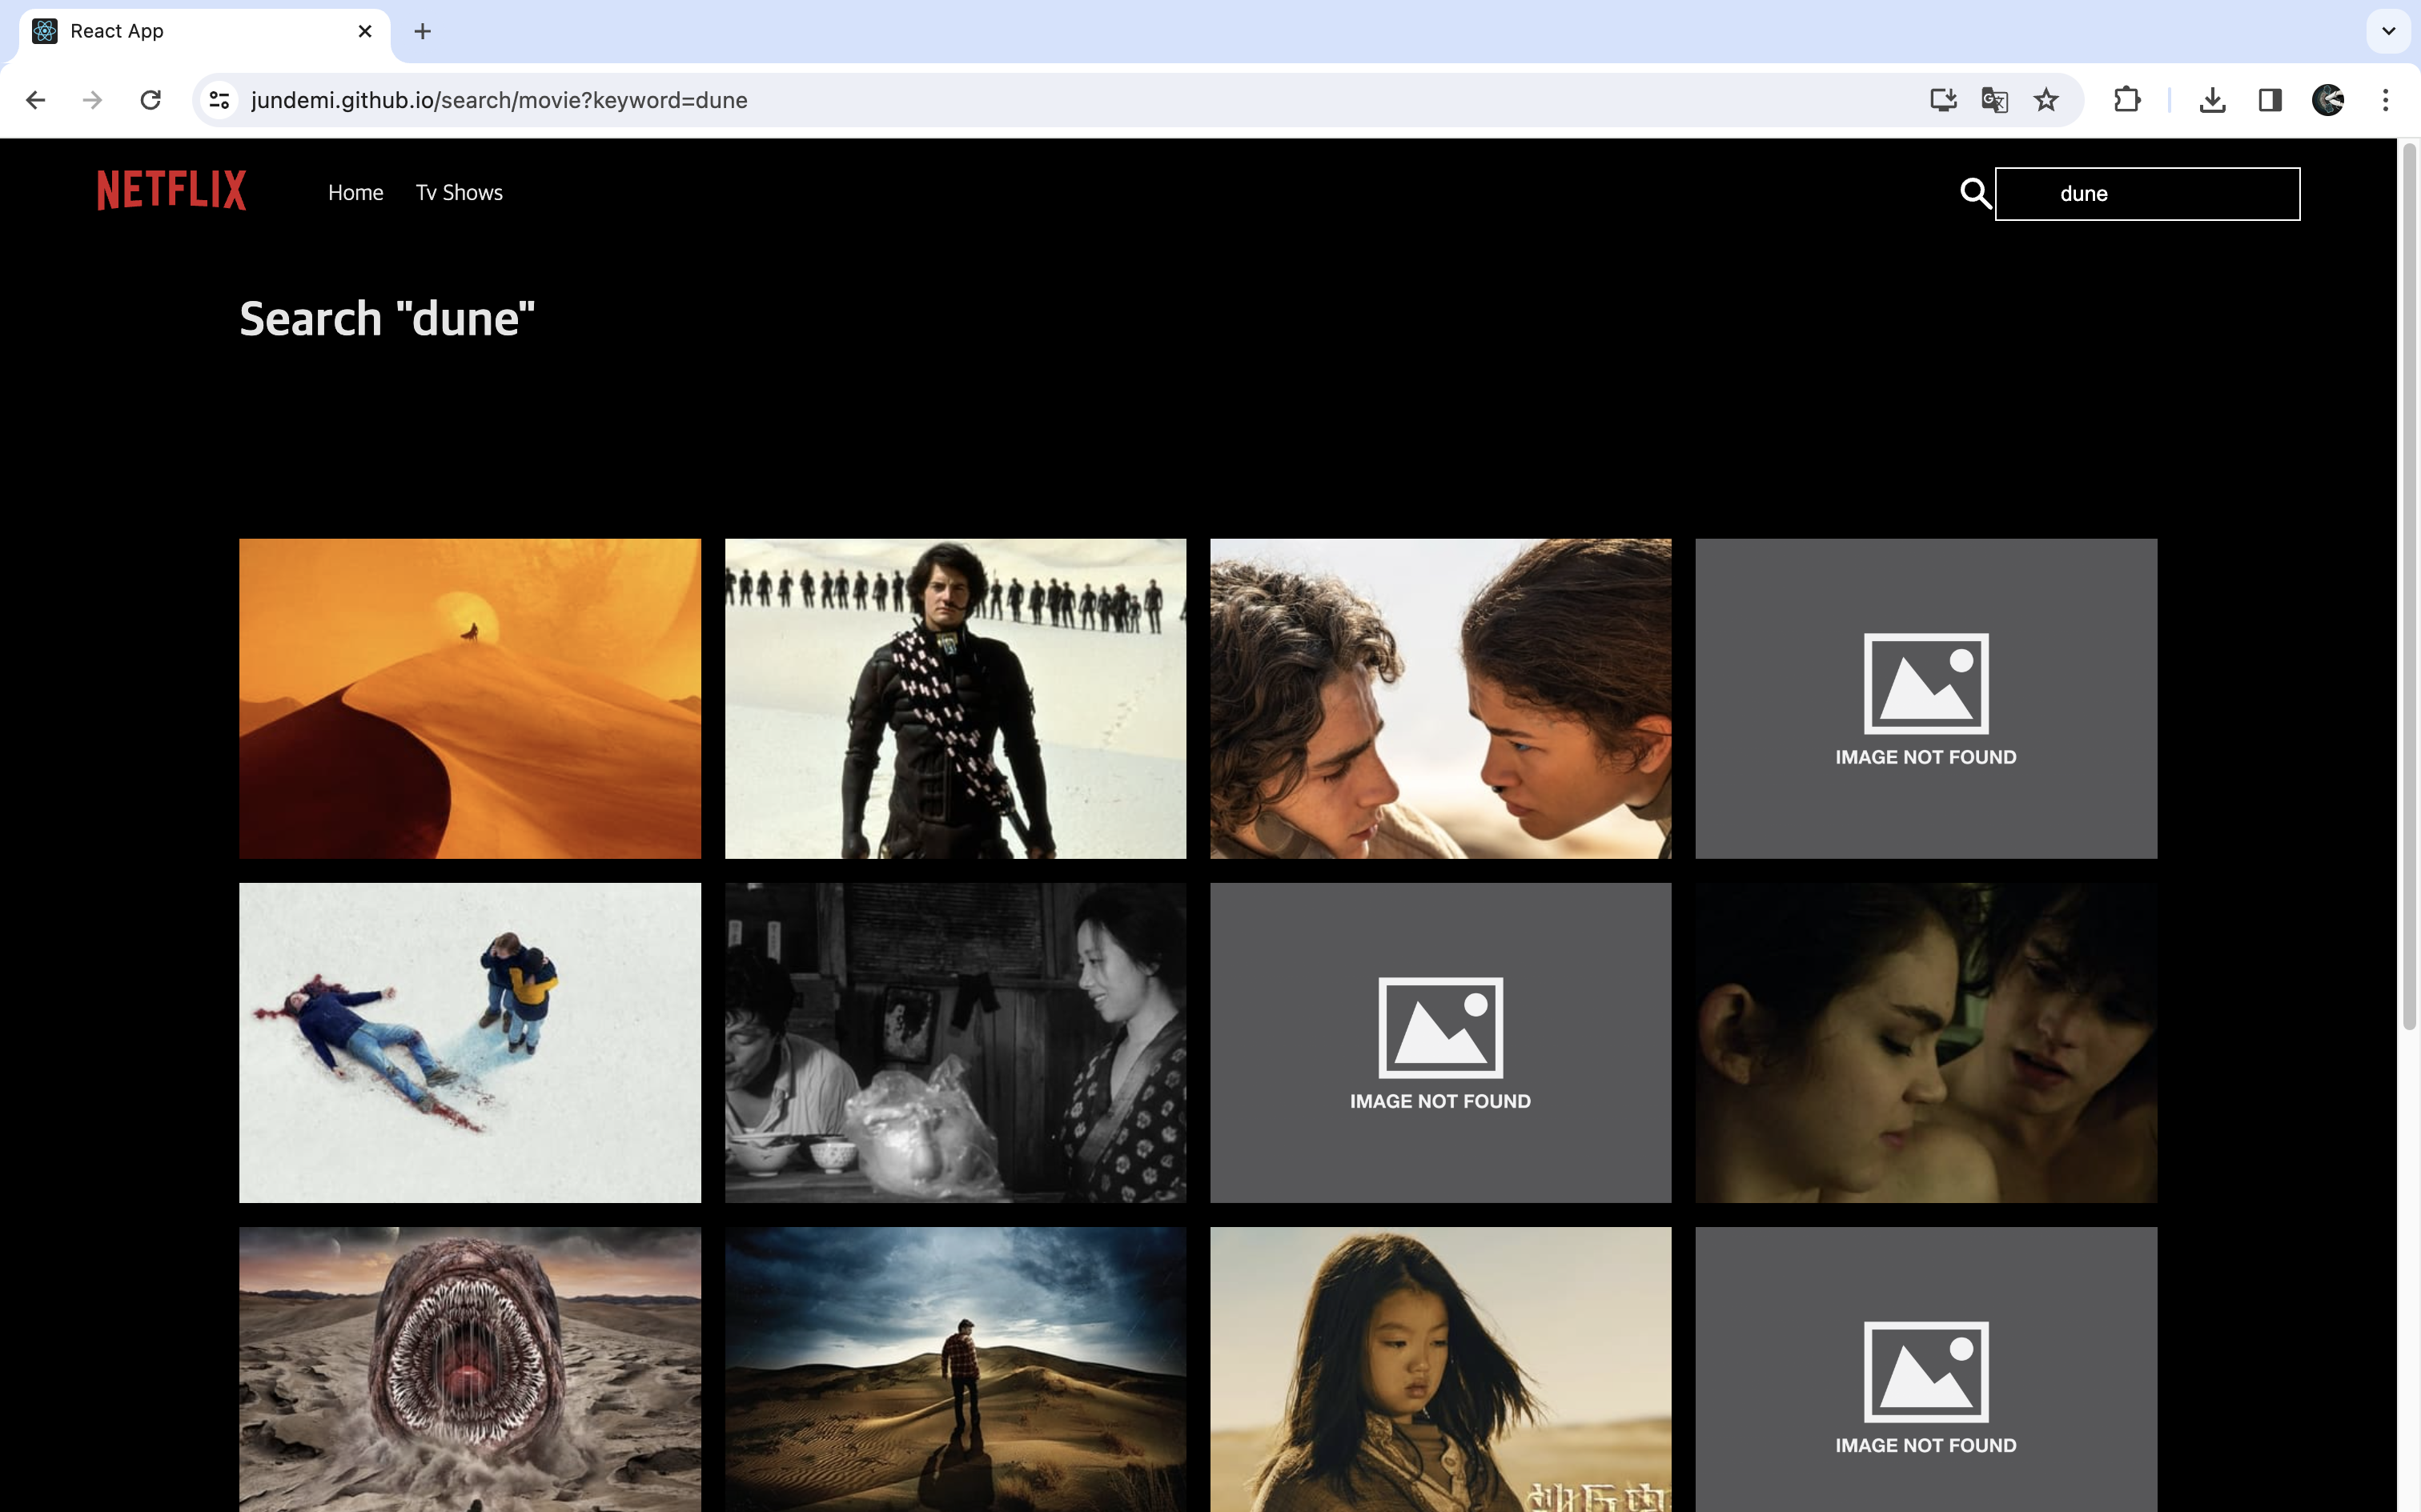 React App
jundemi.github.io/search/movie?keyword=dune
NETFLIX
Home
Tv Shows
dune
Search "dune"
IMAGE NOT FOUND
IMAGE NOT FOUND
IMAGE NOT FOUND